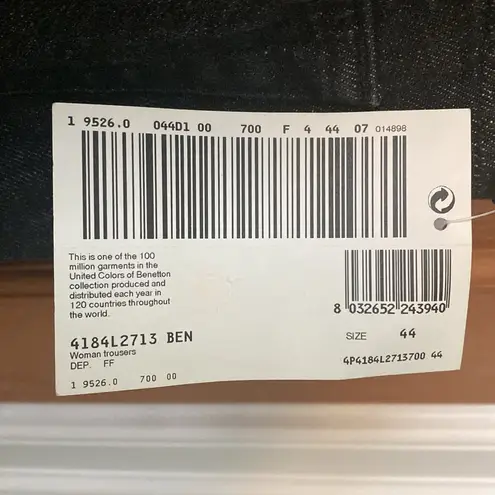 1 9526.0 044D1 00 700 F 4 44 07 014898
This is one of the 100
million garments in the
United Colors of Benetton
collection produced and
distributed each year in
120 countries throughout
the world.
8 032652 243940
4184L2713 BEN
SIZE 44
Woman trousers
DEP. FF
4P4184L2713700 44
1 9526.0 700 00